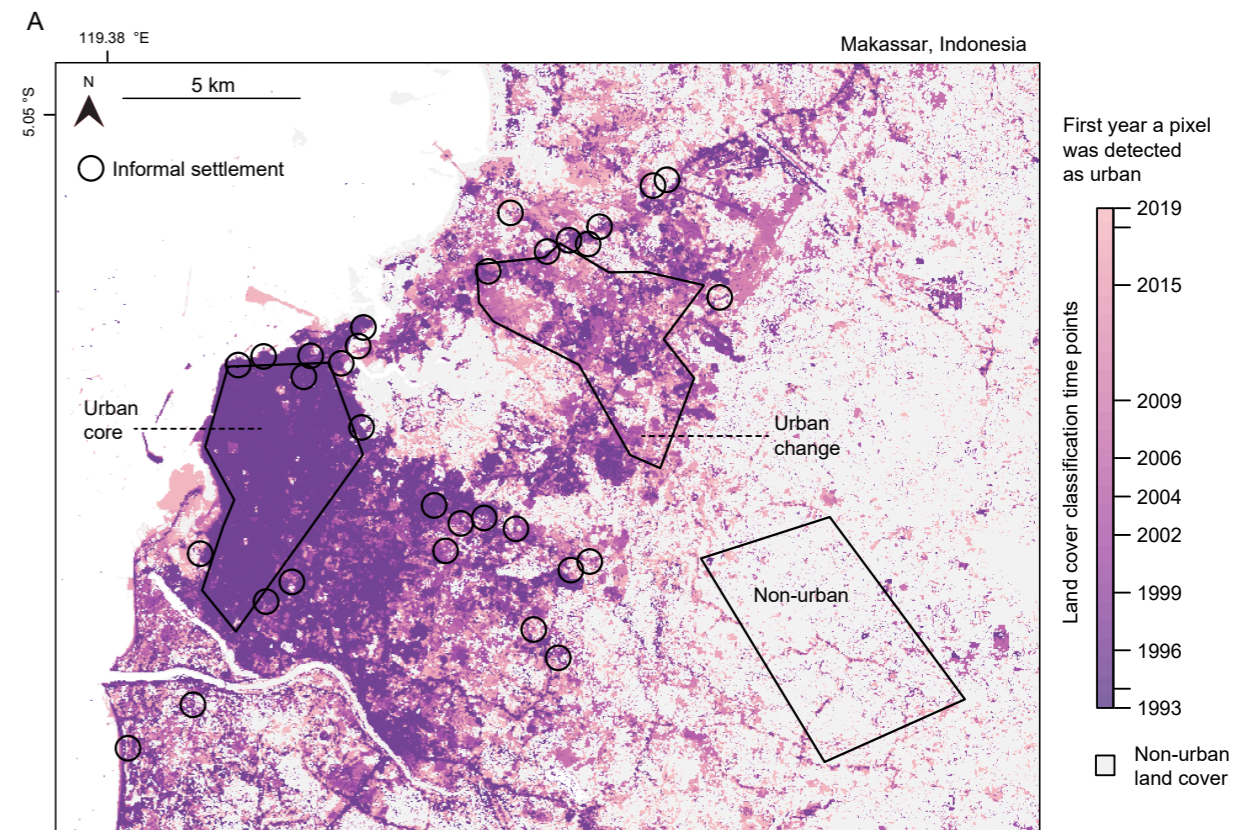 A
119.38 °E
Makassar, Indonesia
5.05 °S
N
5 km
Informal settlement
Urban
core
Urban
change
Non-urban
First year a pixel
was detected
as urban
Land cover classification time points
2019
2015
2009
2006
2004
2002
1999
1996
1993
Non-urban
land cover